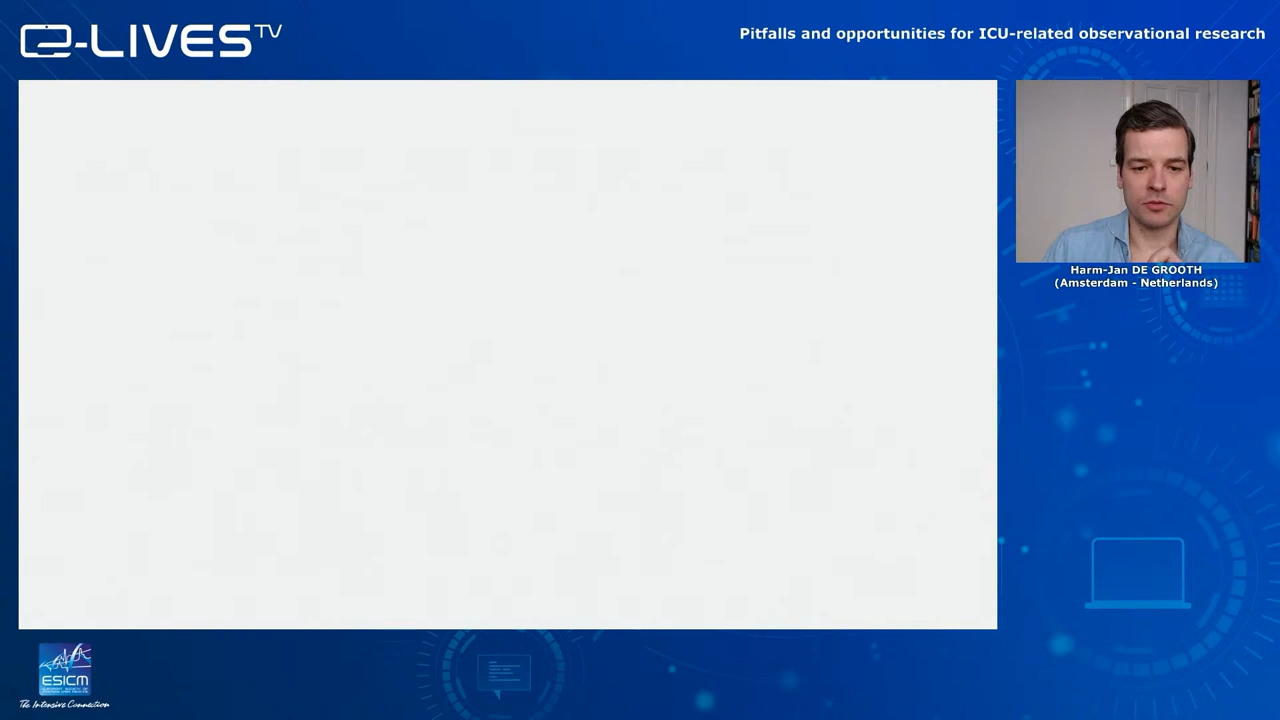 e-LIVES TV
Pitfalls and opportunities for ICU-related observational research
Harm-Jan DE GROOTH
(Amsterdam - Netherlands)
ESICM
The Intensive Connection